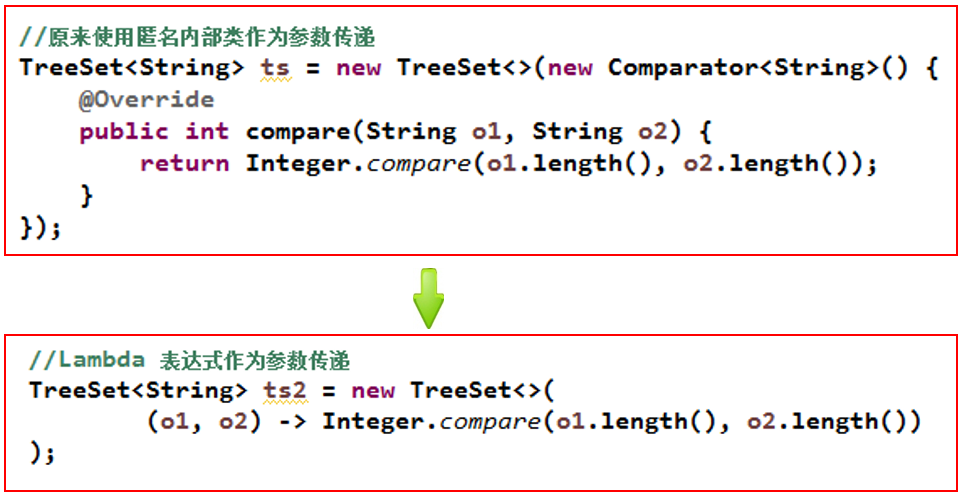 //原来使用匿名内部类作为参数传递
TreeSet<String> ts = new TreeSet<>(new Comparator<String>() {
    @Override
    public int compare(String o1, String o2) {
        return Integer.compare(o1.length(), o2.length());
    }
});
//Lambda 表达式作为参数传递
TreeSet<String> ts2 = new TreeSet<>(
        (o1, o2) -> Integer.compare(o1.length(), o2.length())
);